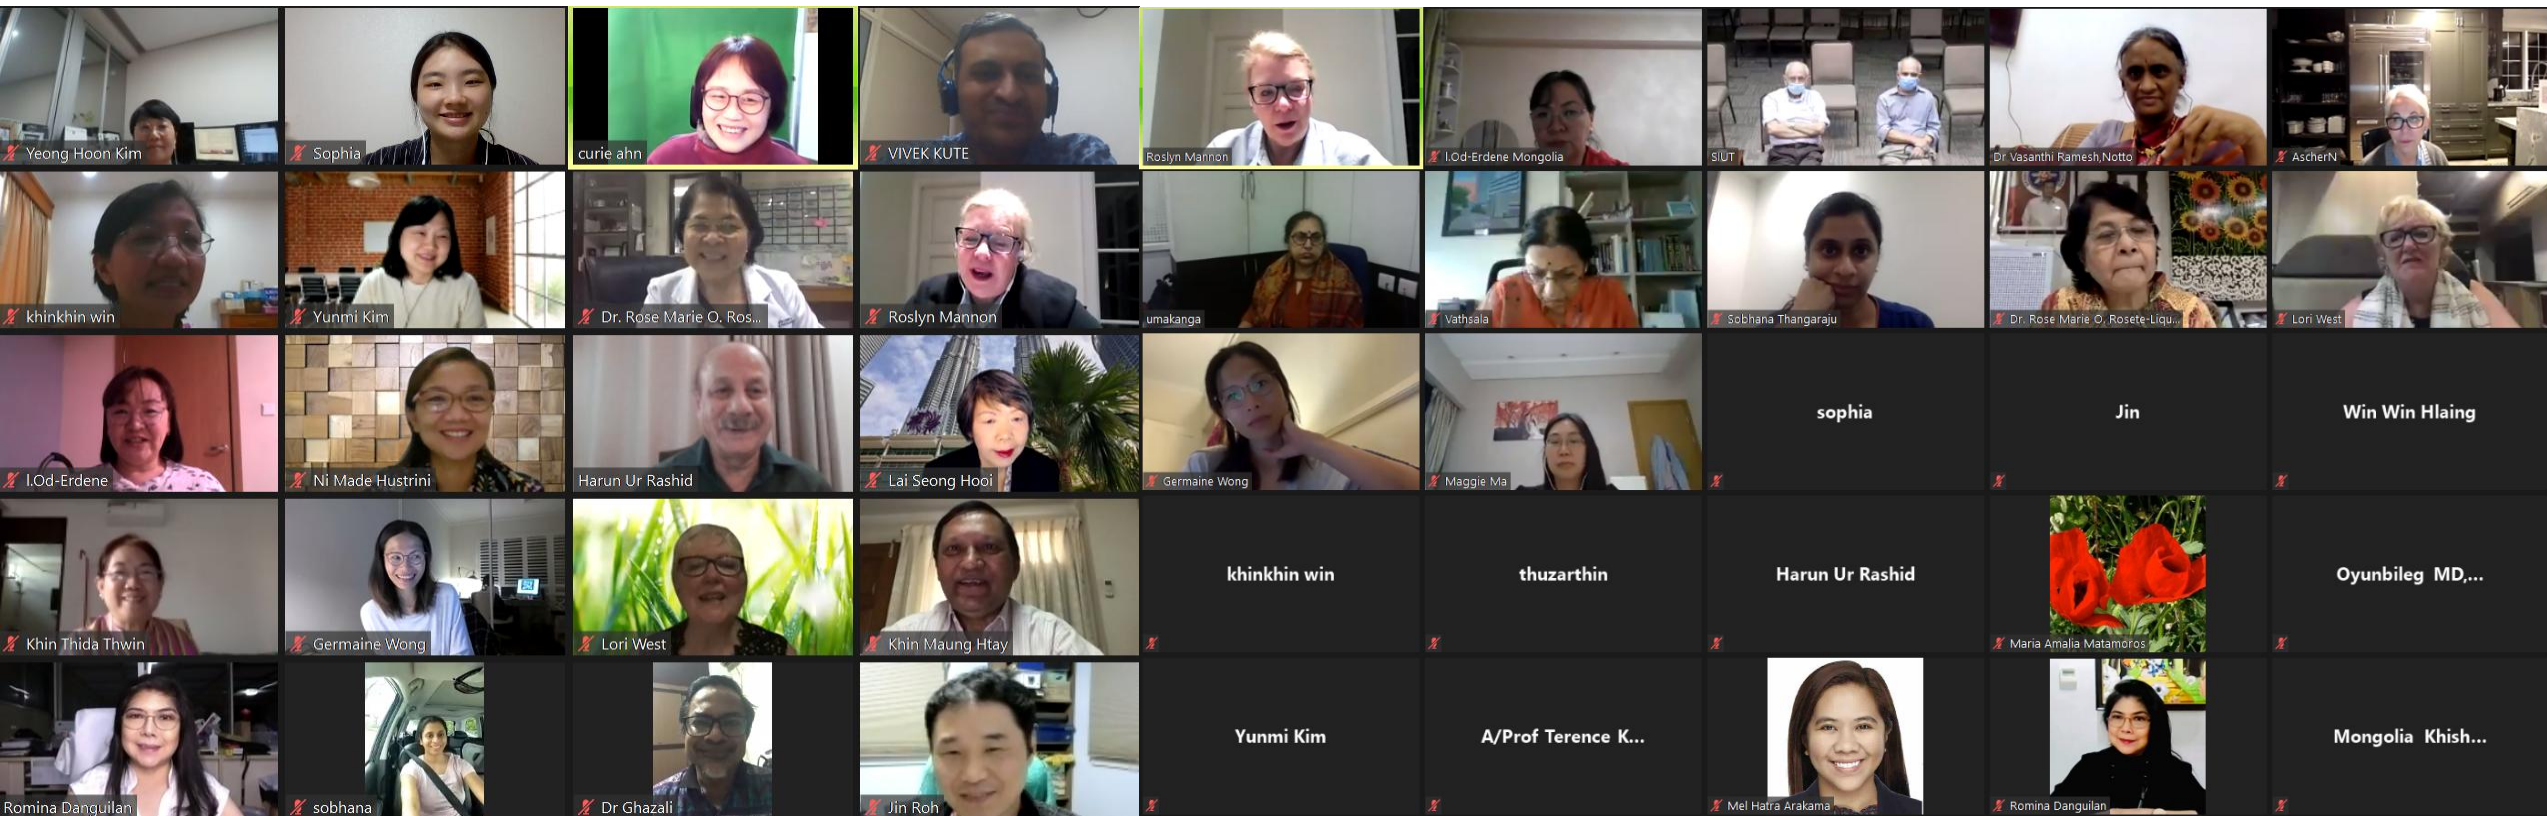 Yeong Hoon Kim
Sophia
curie ahn
VIVEK KUTE
Roslyn Mannon
I.Od-Erdene Mongolia
SIUT
Dr Vasanthi Ramesh,Notto
AscherN
khinkhin win
Yunmi Kim
Dr. Rose Marie O. Ros...
Roslyn Mannon
umakanga
Vathsala
Sobhana Thangaraju
Dr. Rose Marie O. Rosete-Liqu...
Lori West
I.Od-Erdene
Ni Made Hustrini
Harun Ur Rashid
Lai Seong Hooi
Germaine Wong
Maggie Ma
sophia
Jin
Win Win Hlaing
Khin Thida Thwin
Germaine Wong
Lori West
Khin Maung Htay
khinkhin win
thuzarthin
Harun Ur Rashid
Maria Amalia Matamoros
Oyunbileg MD,...
Romina Danguilan
sobhana
Dr Ghazali
Jin Roh
Yunmi Kim
A/Prof Terence K...
Mel Hatra Arakama
Romina Danguilan
Mongolia Khish...